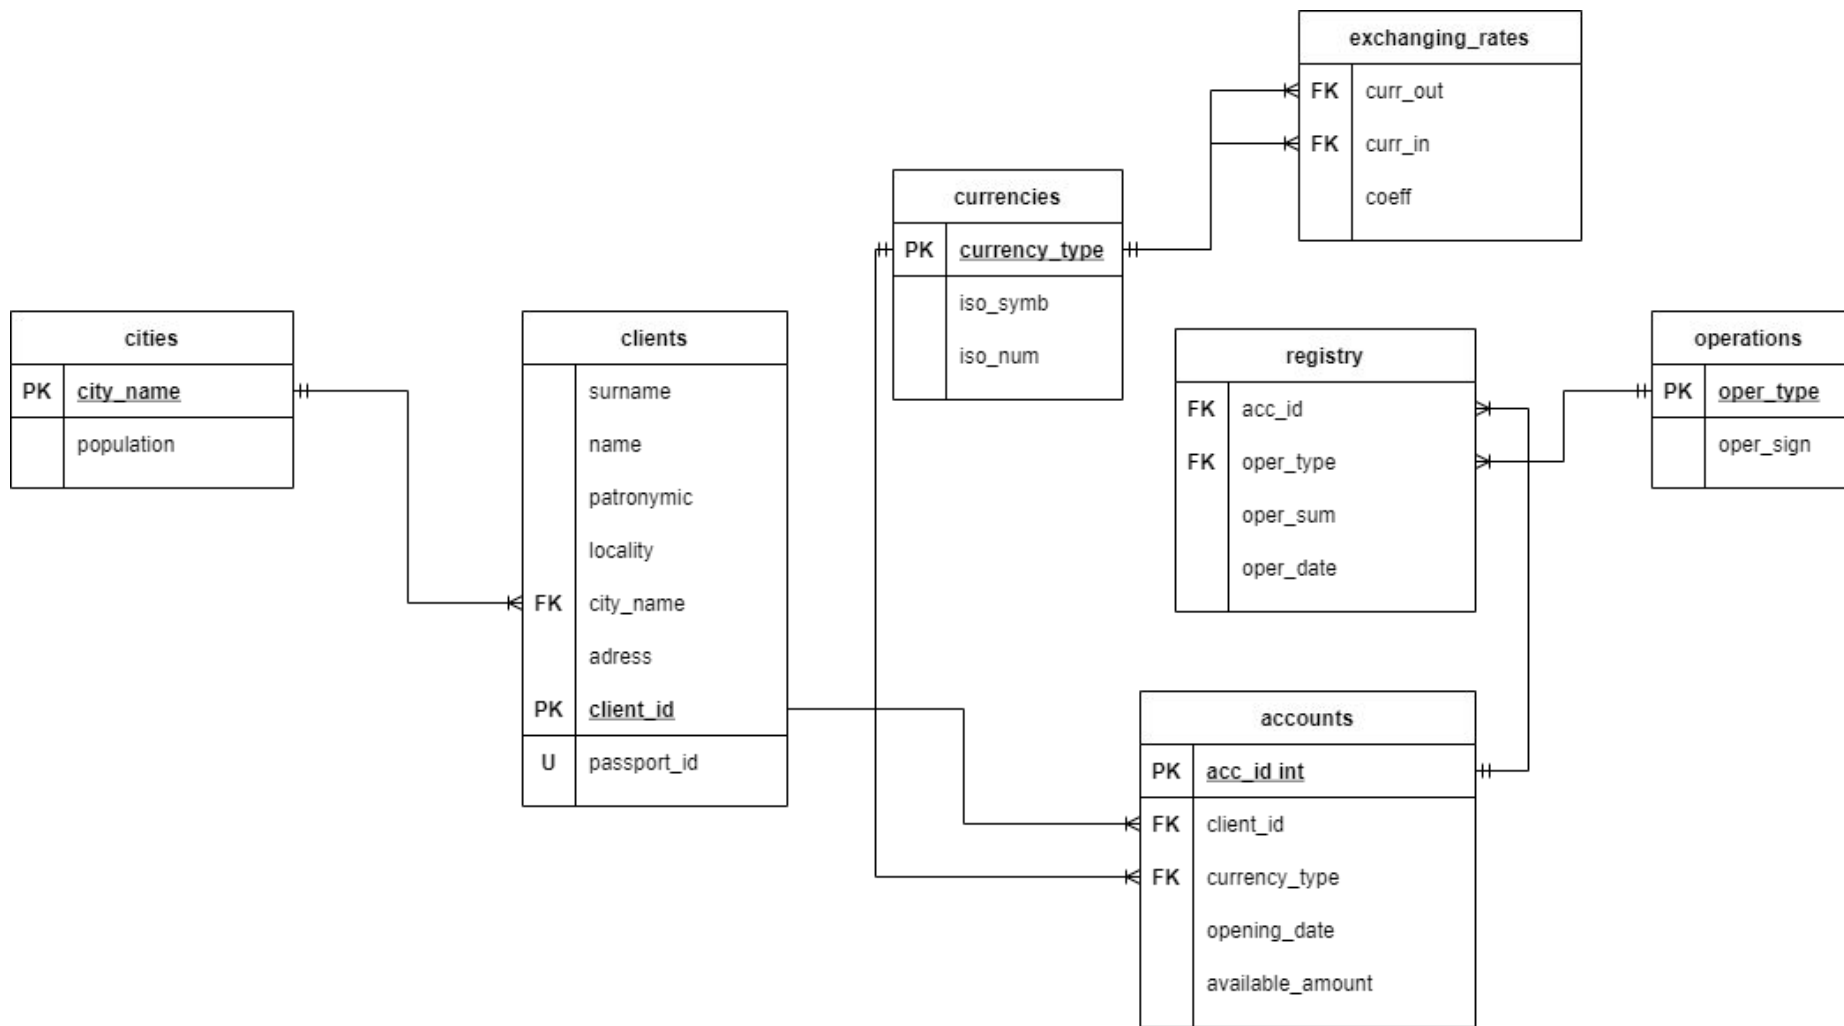 exchanging_rates
FK curr_out
FK curr_in
coeff
currencies
PK currency_type
iso_symb
iso_num
cities
PK city_name
population
clients
surname
name
patronymic
locality
FK city_name
adress
PK client_id
U passport_id
registry
FK acc_id
FK oper_type
oper_sum
oper_date
operations
PK oper_type
oper_sign
accounts
PK acc_id int
FK client_id
FK currency_type
opening_date
available_amount